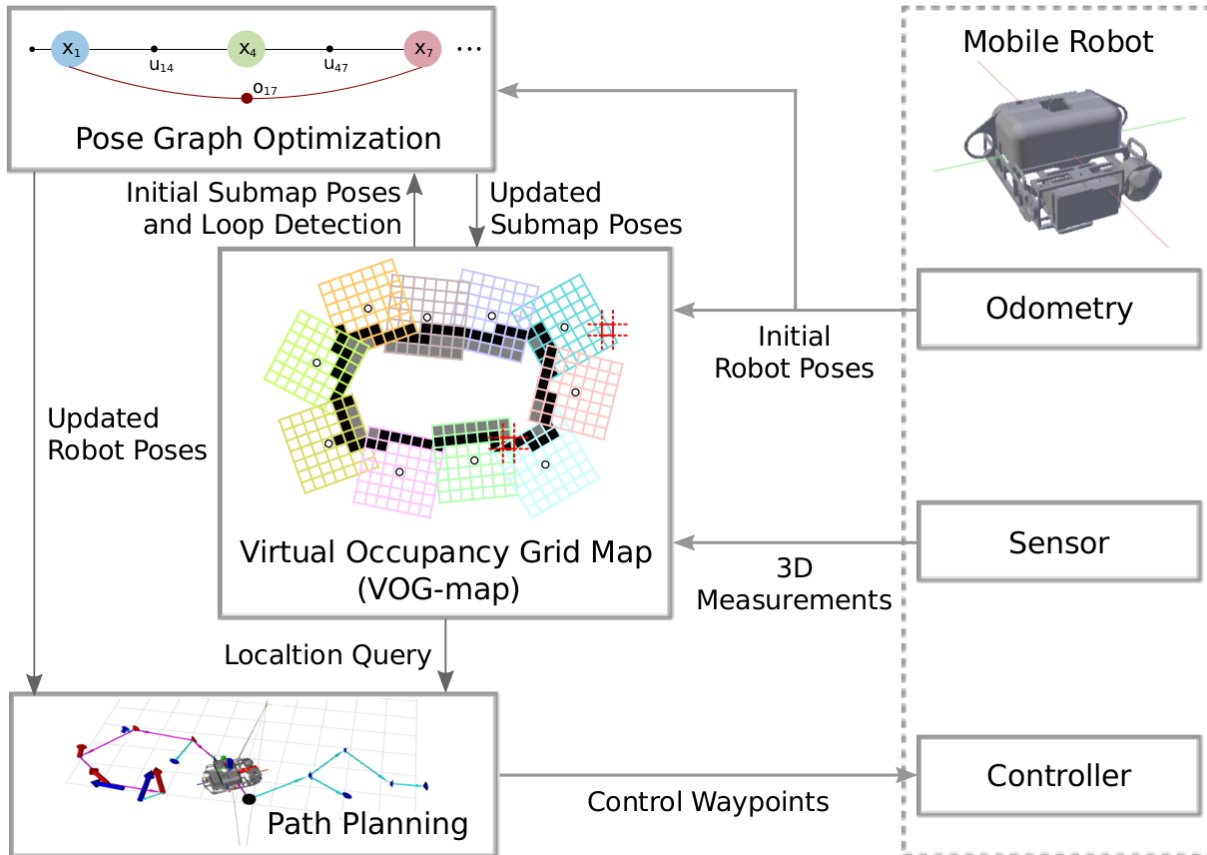 x1
x4
x7
...
u14
u47
o17
Pose Graph Optimization
Mobile Robot
Initial Submap Poses
and Loop Detection
Updated
Submap Poses
Odometry
Initial
Robot Poses
Updated
Robot Poses
Virtual Occupancy Grid Map
(VOG-map)
Sensor
3D
Measurements
Localtion Query
Path Planning
Control Waypoints
Controller